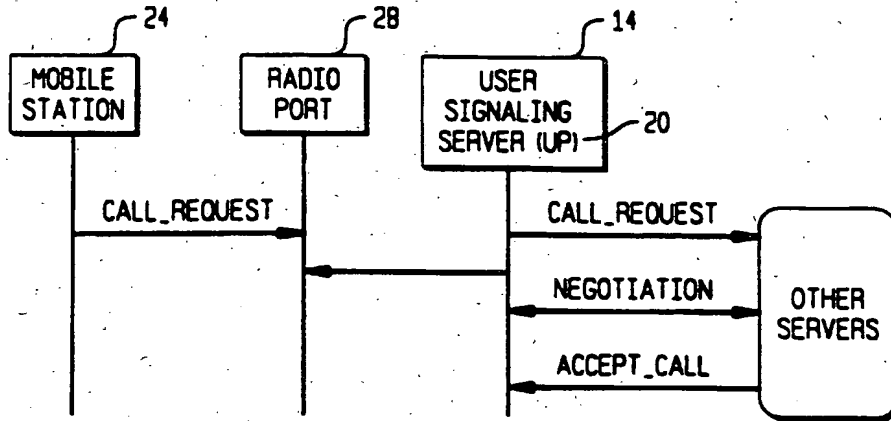 24
28
14
MOBILE
STATION
RADIO
PORT
USER
SIGNALING
SERVER (UP)
20
CALL_REQUEST
CALL_REQUEST
NEGOTIATION
OTHER
SERVERS
ACCEPT_CALL